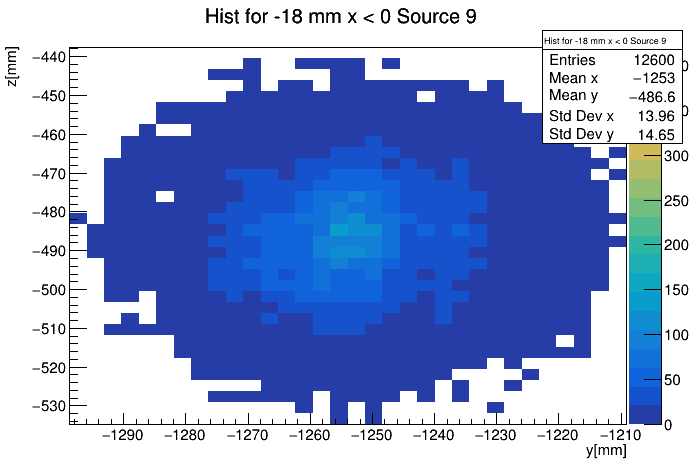 Hist for -18 mm x < 0 Source 9
Hist for -18 mm x < 0 Source 9
Entries 12600
Mean x −1253
Mean y −486.6
Std Dev x 13.96
Std Dev y 14.65
z[mm]
−440
−450
−460
−470
−480
−490
−500
−510
−520
−530
300
250
200
150
100
50
0
−1290 −1280 −1270 −1260 −1250 −1240 −1230 −1220 −1210
y[mm]